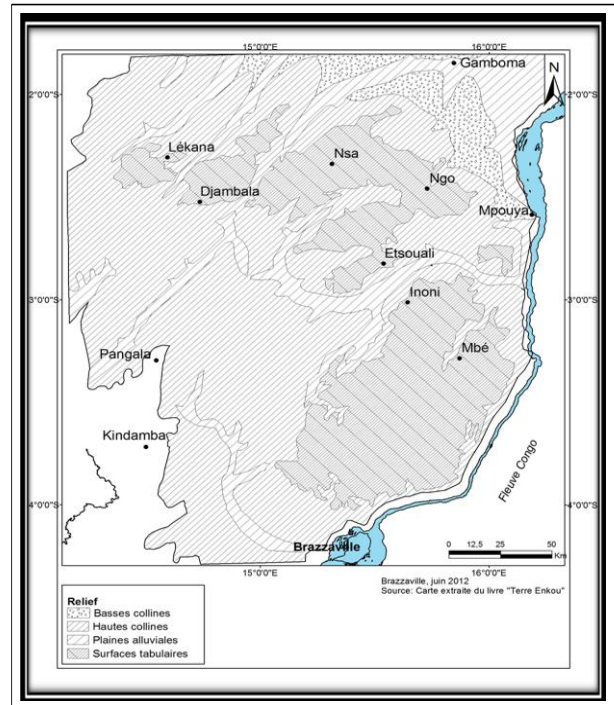 15°0'0"E 16°0'0"E
Gamboma
N
2°0'0"S 2°0'0"S
Lékana
Nsa
Djambala
Ngo
Mpouya
Etsouali
3°0'0"S 3°0'0"S
Inoni
Pangala
Mbé
Kindamba
Fleuve Congo
4°0'0"S 4°0'0"S
Brazzaville
0 12,5 25 50
Km
15°0'0"E 16°0'0"E
Brazzaville, juin 2012
Source: Carte extraite du livre "Terre Enkou"
Relief
Basses collines
Hautes collines
Plaines alluviales
Surfaces tabulaires